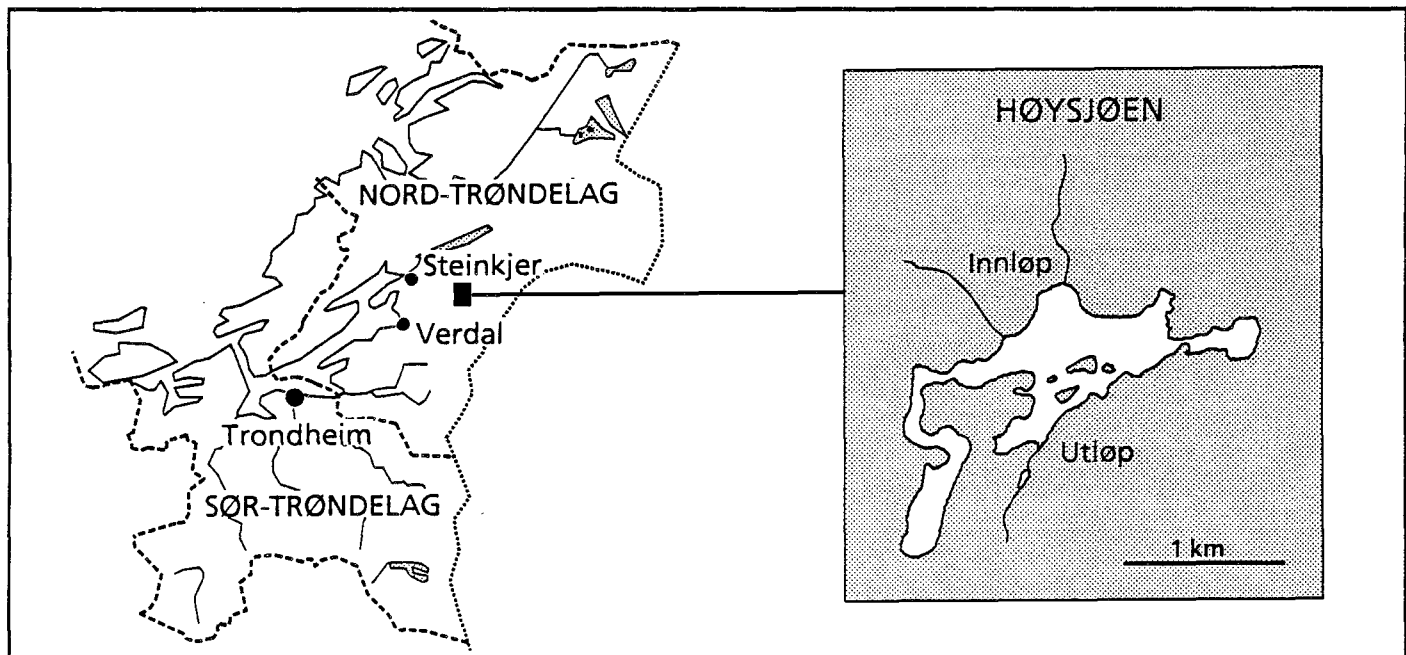 NORD-TRØNDELAG
Steinkjer
Verdal
Trondheim
SØR-TRØNDELAG
HØYSJØEN
Innløp
Utløp
1 km